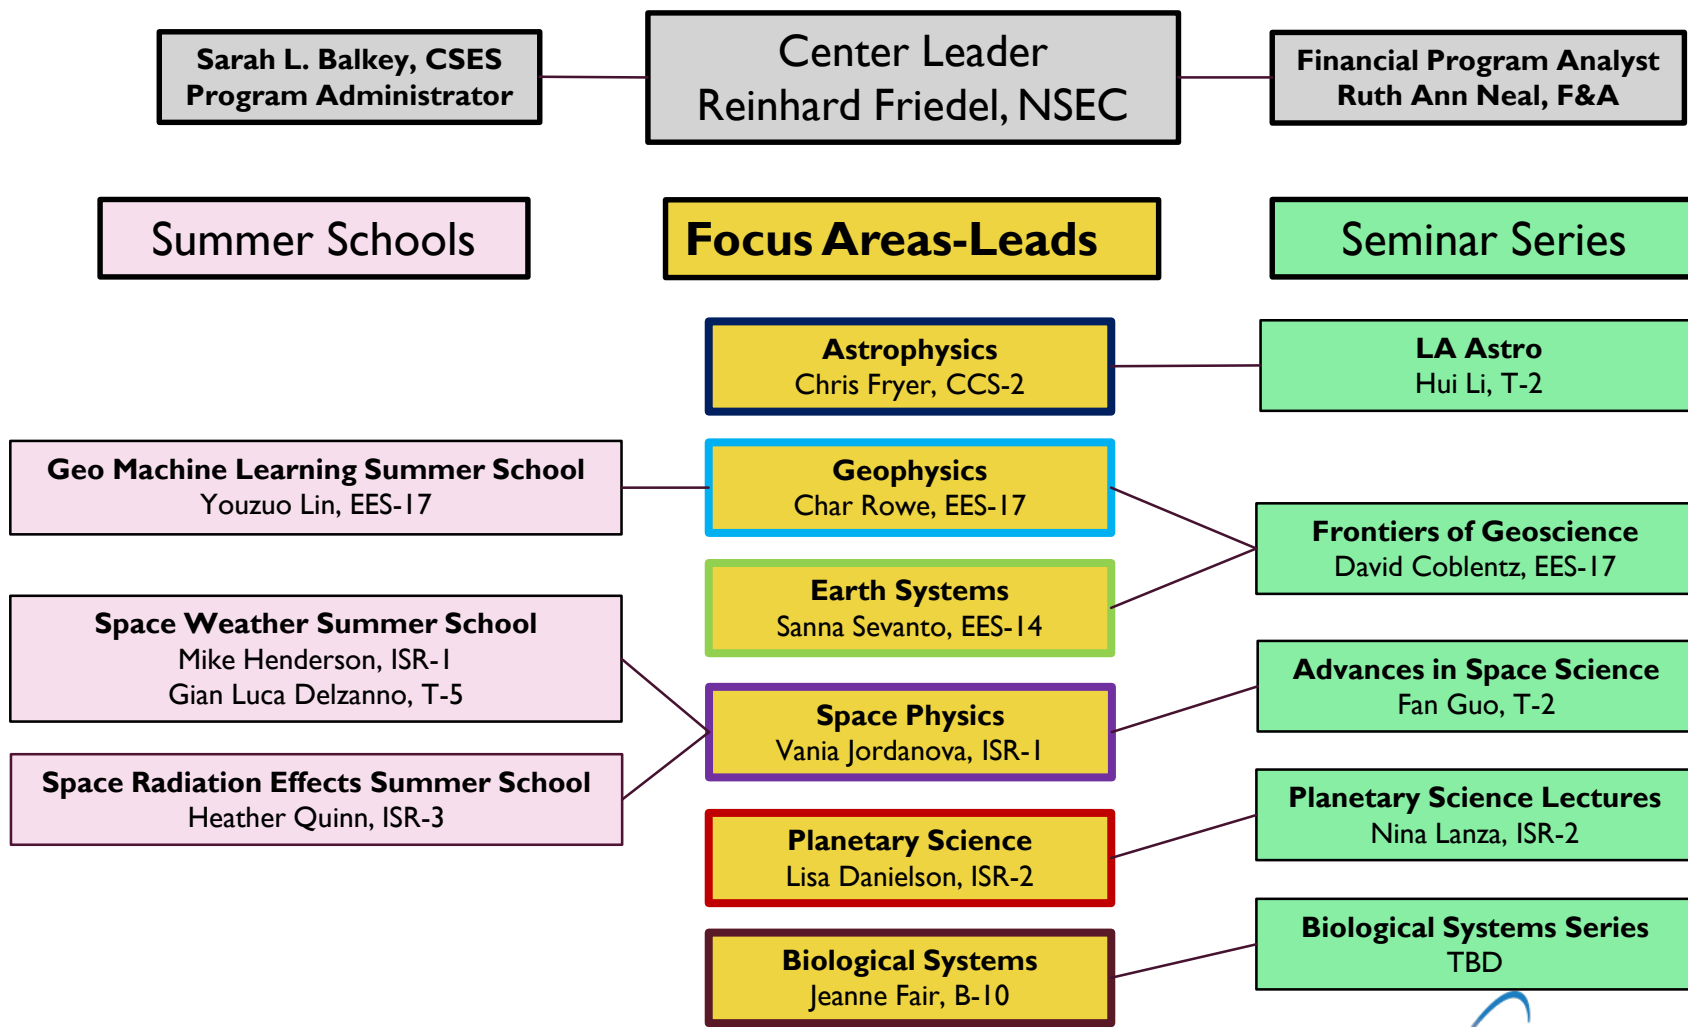 Sarah L. Balkey, CSES
Program Administrator
Center Leader
Reinhard Friedel, NSEC
Financial Program Analyst
Ruth Ann Neal, F&A
Summer Schools
Focus Areas-Leads
Seminar Series
Astrophysics
Chris Fryer, CCS-2
LA Astro
Hui Li, T-2
Geo Machine Learning Summer School
Youzuo Lin, EES-17
Geophysics
Char Rowe, EES-17
Frontiers of Geoscience
David Coblentz, EES-17
Earth Systems
Sanna Sevanto, EES-14
Space Weather Summer School
Mike Henderson, ISR-1
Gian Luca Delzanno, T-5
Space Physics
Vania Jordanova, ISR-1
Advances in Space Science
Fan Guo, T-2
Space Radiation Effects Summer School
Heather Quinn, ISR-3
Planetary Science
Lisa Danielson, ISR-2
Planetary Science Lectures
Nina Lanza, ISR-2
Biological Systems
Jeanne Fair, B-10
Biological Systems Series
TBD